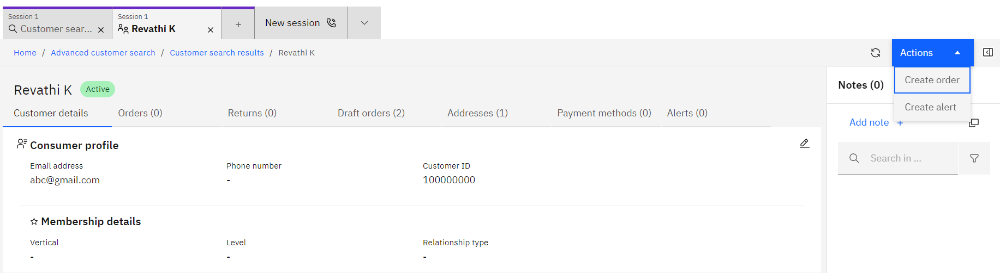 Session 1
Customer sear...
Session 1
Revathi K
New session
Home / Advanced customer search / Customer search results / Revathi K
Actions
Create order
Create alert
Revathi K
Active
Customer details
Orders (0)
Returns (0)
Draft orders (2)
Addresses (1)
Payment methods (0)
Alerts (0)
Notes (0)
Add note +
Search in ...
Consumer profile
Email address
Phone number
Customer ID
abc@gmail.com
-
100000000
Membership details
Vertical
Level
Relationship type
-
-
-